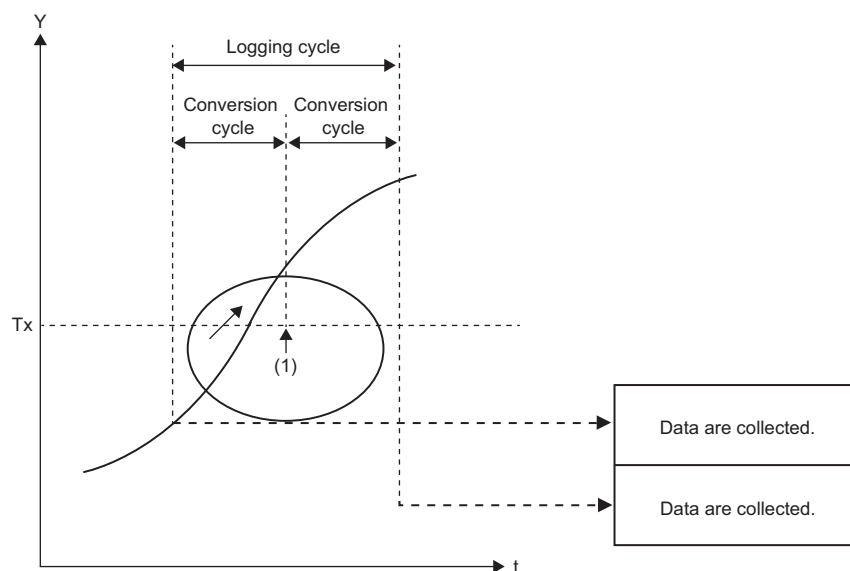 Y
Logging cycle
Conversion
cycle
Conversion
cycle
Tx
(1)
Data are collected.
Data are collected.
t